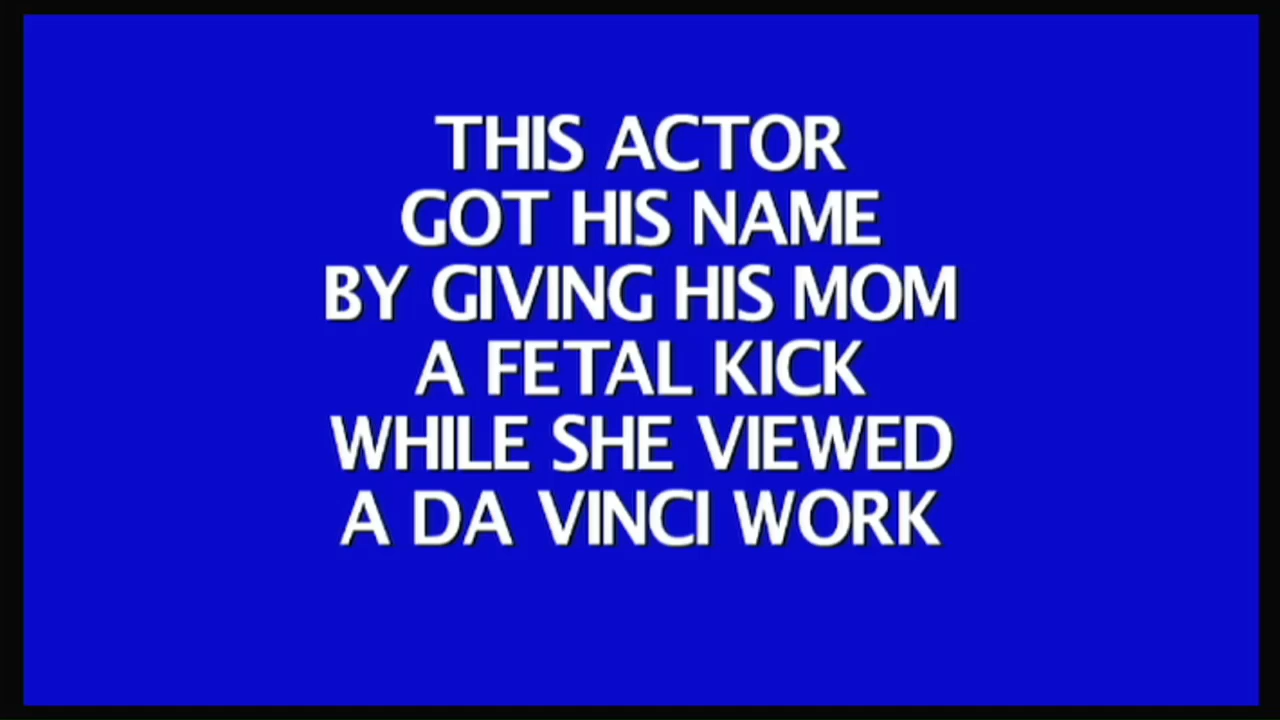 THIS ACTOR
GOT HIS NAME
BY GIVING HIS MOM
A FETAL KICK
WHILE SHE VIEWED
A DA VINCI WORK